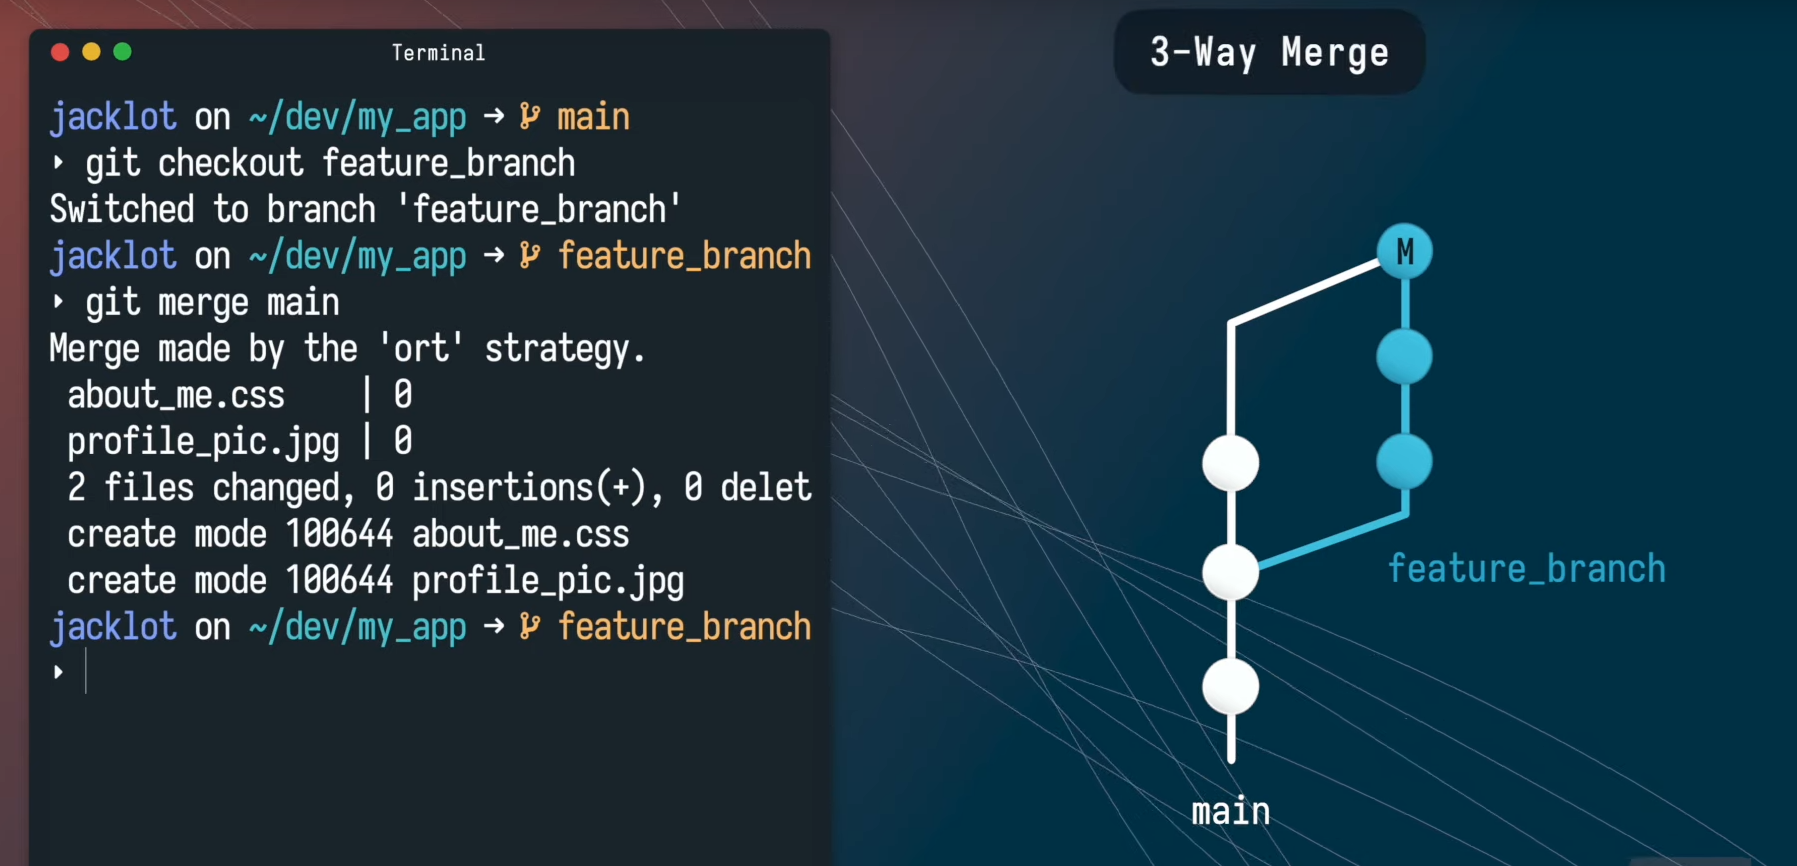 Terminal
jacklot on ~/dev/my_app → main
‣ git checkout feature_branch
Switched to branch 'feature_branch'
jacklot on ~/dev/my_app → feature_branch
‣ git merge main
Merge made by the 'ort' strategy.
about_me.css | 0
profile_pic.jpg | 0
2 files changed, 0 insertions(+), 0 delet
create mode 100644 about_me.css
create mode 100644 profile_pic.jpg
jacklot on ~/dev/my_app → feature_branch
‣
3-Way Merge
M
feature_branch
main